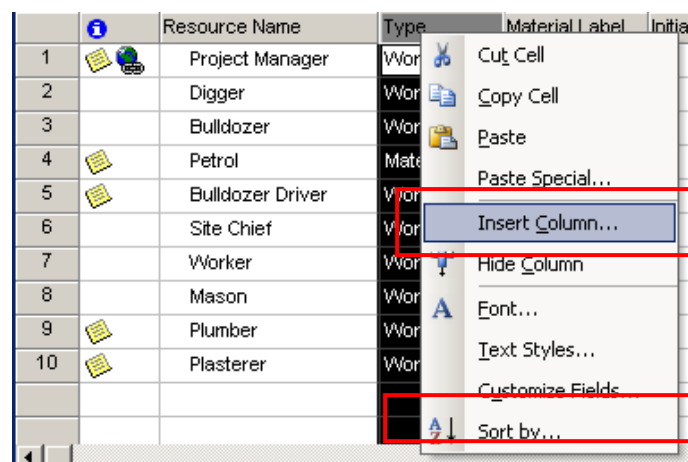 Resource Name Type Material Label Initia
1 Project Manager Wor
2 Digger Wor
3 Bulldozer Wor
4 Petrol Mate
5 Bulldozer Driver Wor
6 Site Chief Wor
7 Worker Wor
8 Mason Wor
9 Plumber Wor
10 Plasterer Wor
Cut Cell
Copy Cell
Paste
Paste Special...
Insert Column...
Hide Column
Font...
Text Styles...
Customize Fields...
Sort by...